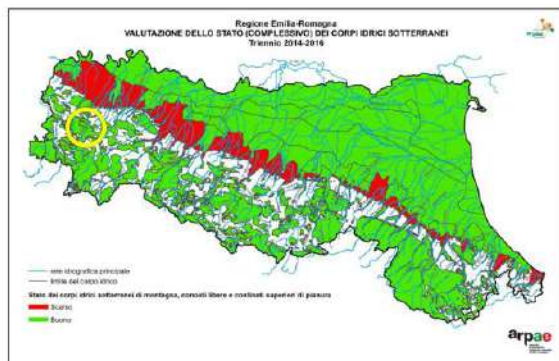 Regione Emilia-Romagna
VALUTAZIONE DELLO STATO (COMPLESSIVO) DEI CORPI IDRICI SOTTERRANEI
Triennio 2014-2016
rete idrografica principale
limite del corpo idrico
Stato dei corpi idrici sotterranei di montagna, conoidi libere e confinati superiori di pianura
Scarso
Buono
arpae